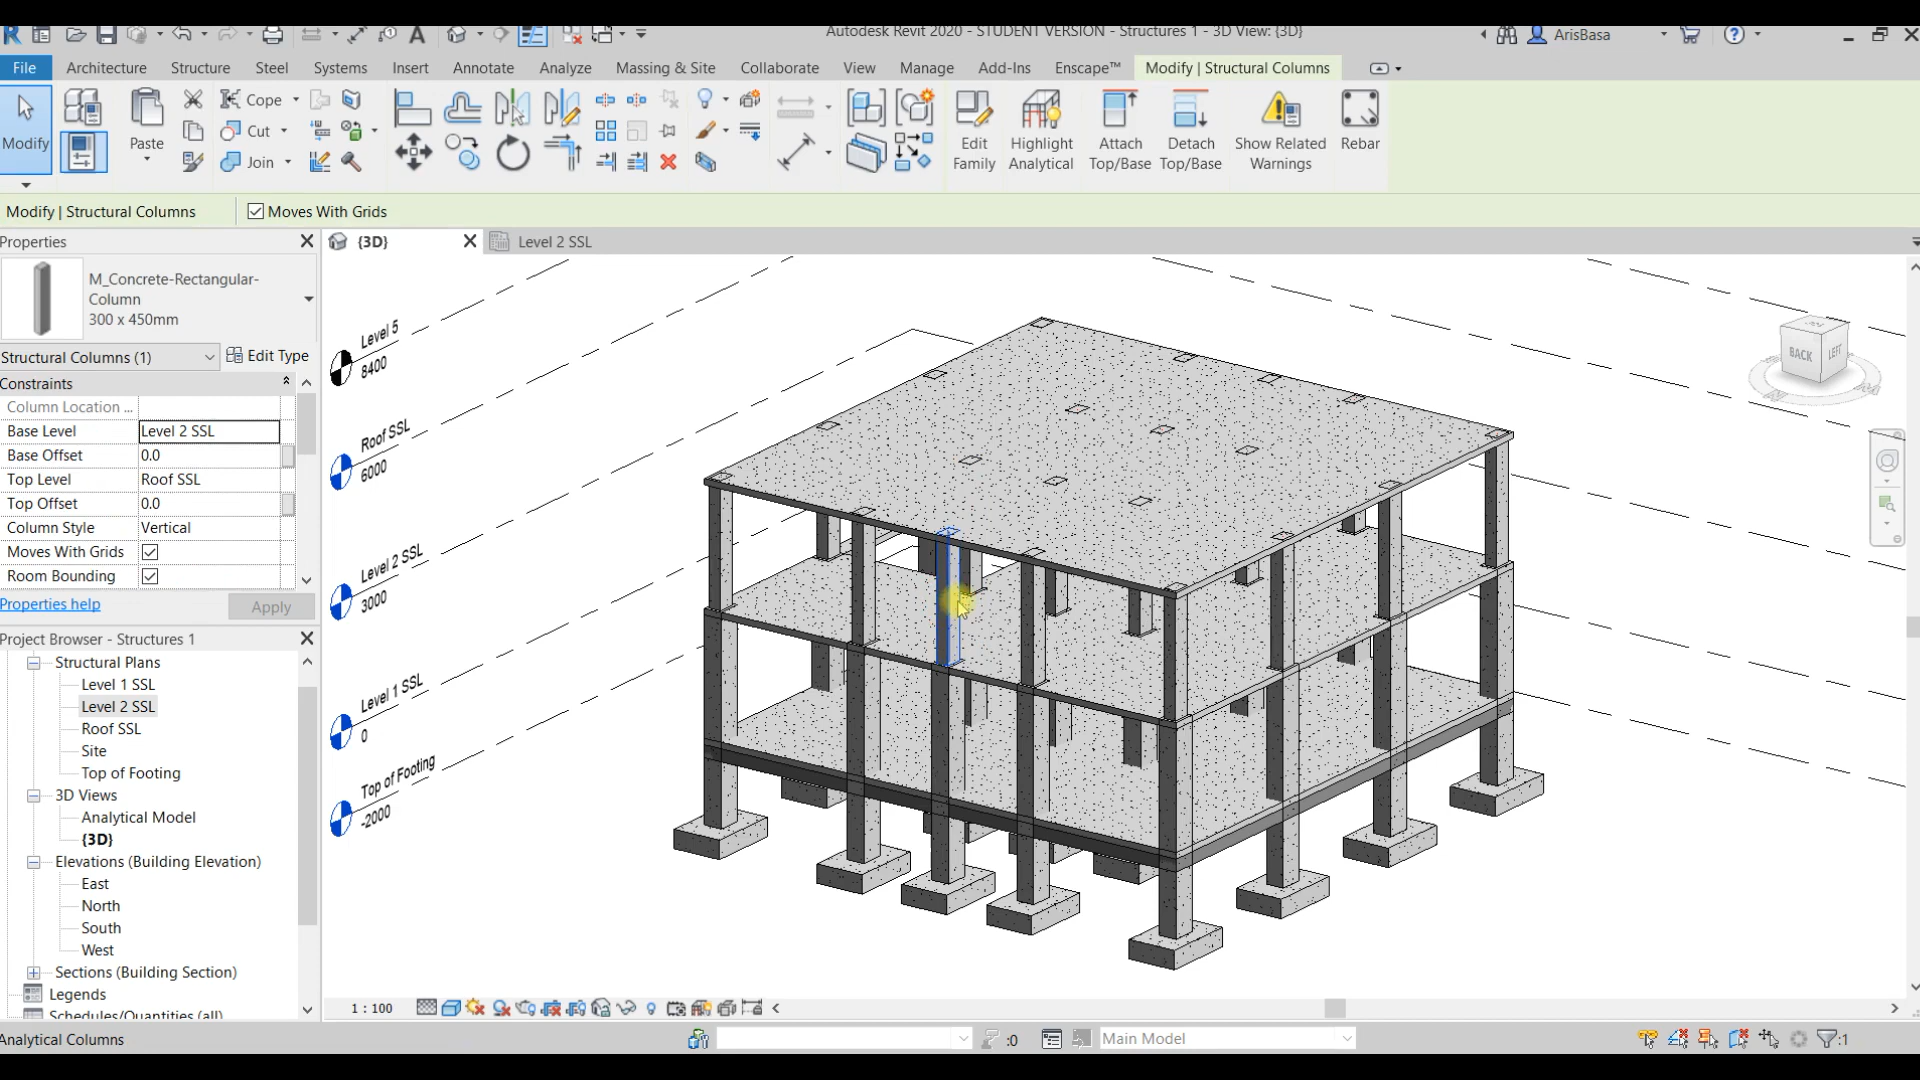 Autodesk Revit 2020 - STUDENT VERSION - Structures 1 - 3D View: {3D}
ArisBasa
File Architecture Structure Steel Systems Insert Annotate Analyze Massing & Site Collaborate View Manage Add-Ins Enscape™ Modify | Structural Columns
Modify
Paste
Cope
Cut
Join
Edit Family
Highlight Analytical
Attach Top/Base
Detach Top/Base
Show Related Warnings
Rebar
Modify | Structural Columns Moves With Grids
Properties
{3D}
Level 2 SSL
M_Concrete-Rectangular-
Column
300 x 450mm
Structural Columns (1) Edit Type
Constraints
Column Location ...
Base Level Level 2 SSL
Base Offset 0.0
Top Level Roof SSL
Top Offset 0.0
Column Style Vertical
Moves With Grids
Room Bounding
Properties help Apply
Project Browser - Structures 1
Structural Plans
Level 1 SSL
Level 2 SSL
Roof SSL
Site
Top of Footing
3D Views
Analytical Model
{3D}
Elevations (Building Elevation)
East
North
South
West
Sections (Building Section)
Legends
Schedules/Quantities (all)
Level 5
8400
Roof SSL
6000
Level 2 SSL
3000
Level 1 SSL
0
Top of Footing
-2000
BACK
LEFT
1 : 100
Analytical Columns
:0
Main Model
:1